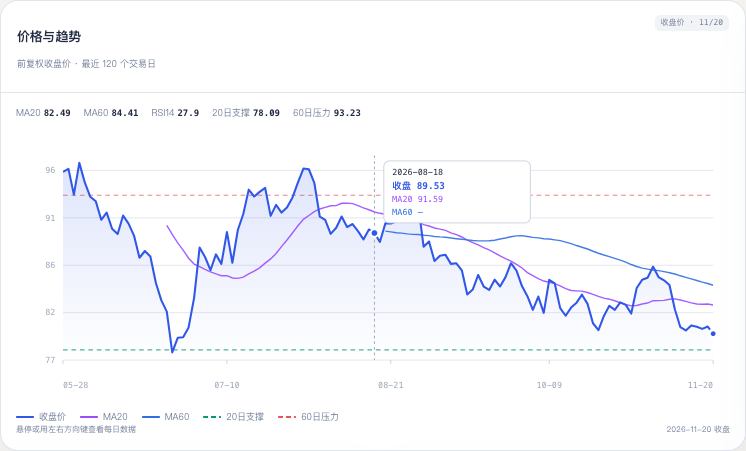 价格与趋势
收盘价 · 11/20
前复权收盘价 · 最近 120 个交易日
MA20 82.49 MA60 84.41 RSI14 27.9 20日支撑 78.09 60日压力 93.23
96
91
86
82
77
2026-08-18
收盘 89.53
MA20 91.59
MA60 —
05-28 07-10 08-21 10-09 11-20
收盘价 MA20 MA60 20日支撑 60日压力
悬停或用左右方向键查看每日数据
2026-11-20 收盘